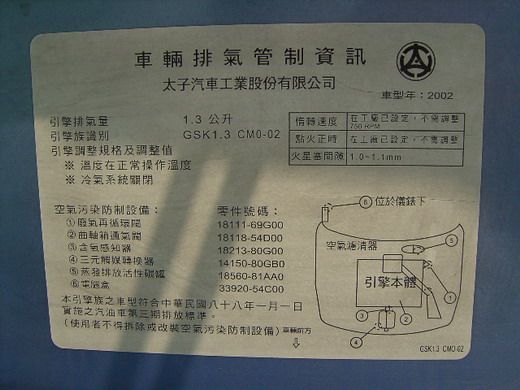 車輛排氣管制資訊
太子汽車工業股份有限公司
車型年：2002
引擎排氣量 1.3 公升
引擎族識別 GSK1.3 CM0-02
引擎調整規格及調整值
※ 溫度在正常操作溫度
※ 冷氣系統關閉
惰轉速度 在工廠已設定，不需調整 750 RPM
點火正時 在工廠已設定，不需調整
火星塞間隙 1.0-1.1mm
空氣污染防制設備： 零件號碼：
①廢氣再循環閥 18111-69G00
②曲軸箱通氣閥 18118-54D00
③含氧感知器 18213-80G00
④三元觸媒轉換器 14150-80GB0
⑤蒸發排放活性碳罐 18560-81AA0
⑥電腦盒 33920-54C00
本引擎族之車型符合中華民國八十八年一月一日
實施之汽油車第三期排放標準。
(使用者不得拆除或改裝空氣污染防制設備)
車輛前方
⇩
⑥ 位於儀錶下
空氣濾清器
⑤
引擎本體
①
③
②
④
GSK1.3 CM0-02